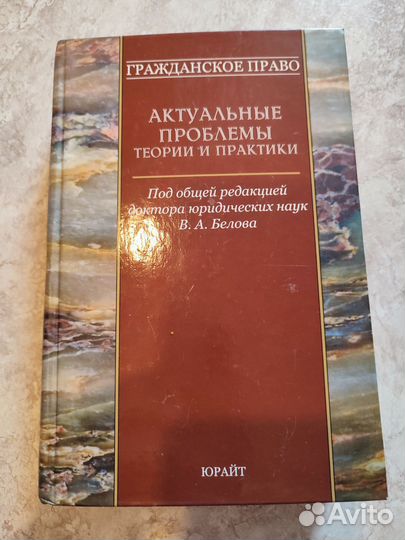 ГРАЖДАНСКОЕ ПРАВО
АКТУАЛЬНЫЕ
ПРОБЛЕМЫ
ТЕОРИИ И ПРАКТИКИ
Под общей редакцией
доктора юридических наук
В. А. Белова
ЮРАЙТ
Avito